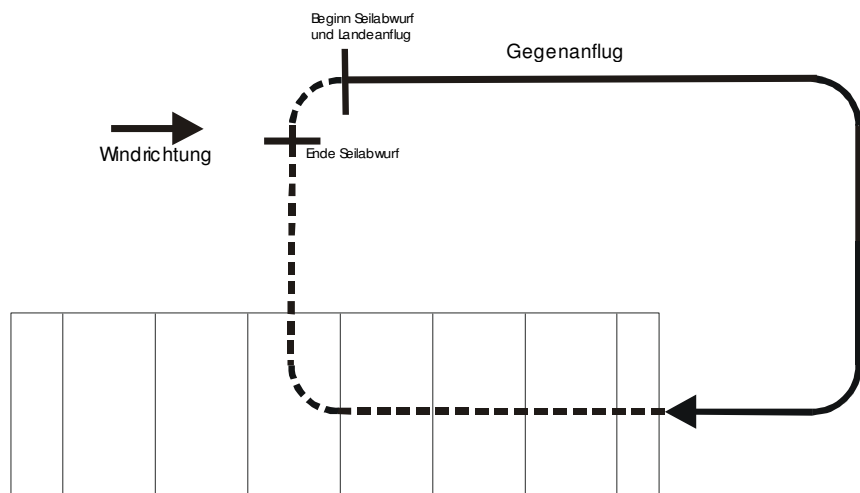 Beginn Seilabwurf
und Landeanflug
Gegenanflug
Windrichtung
Ende Seilabwurf